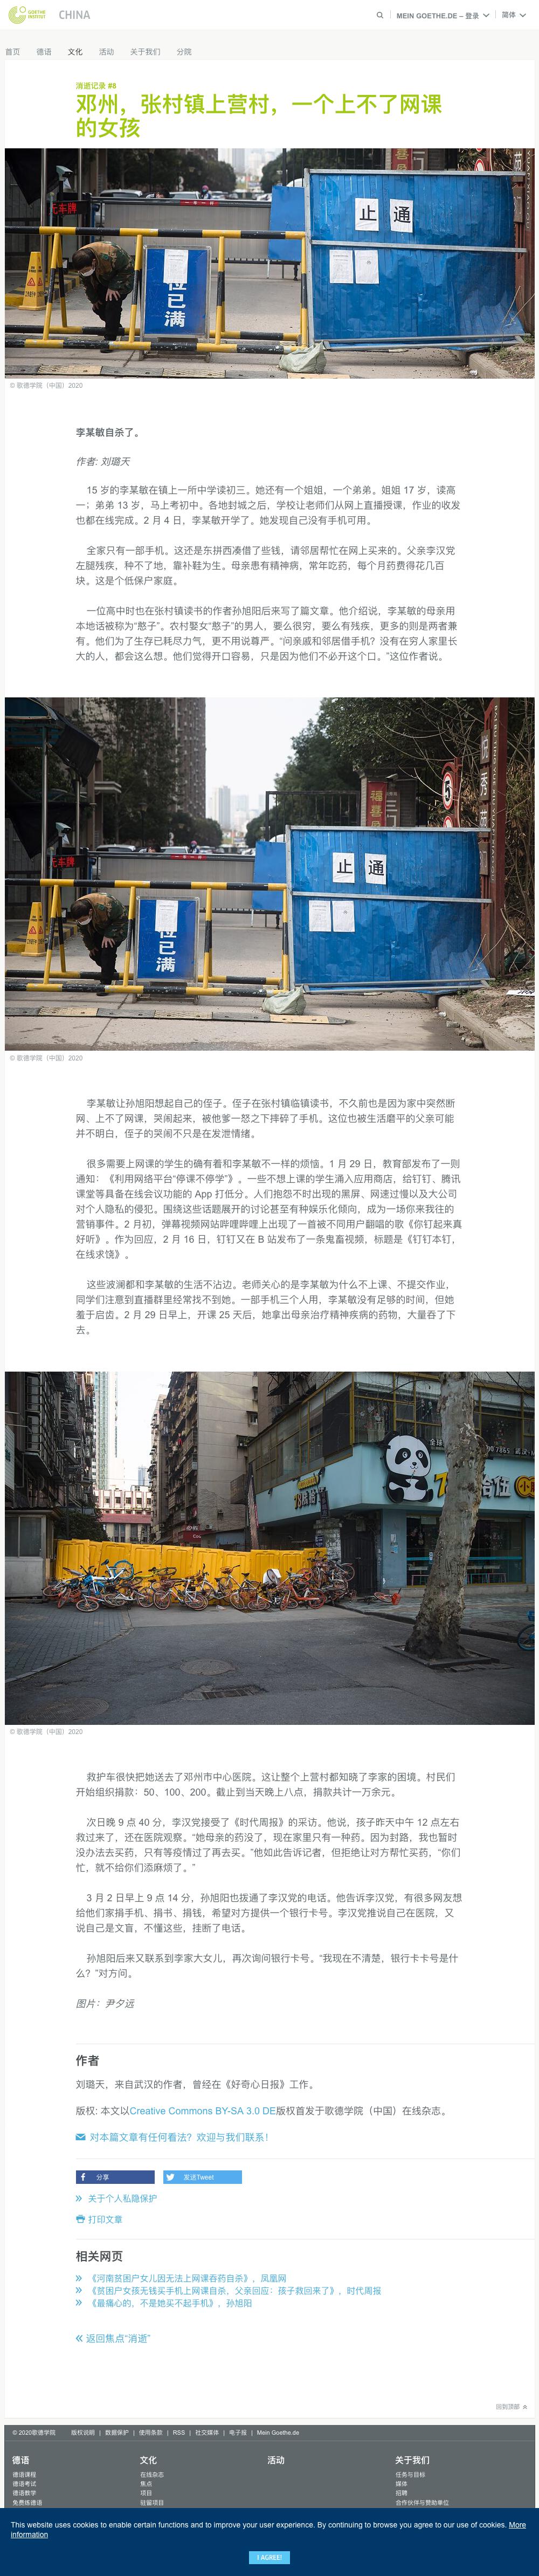 GOETHE INSTITUT
CHINA
MEIN GOETHE.DE – 登录
简体
首页 德语 文化 活动 关于我们 分院
消逝记录 #8
邓州，张村镇上营村，一个上不了网课
的女孩
止 通
位已满
© 歌德学院（中国）2020
李某敏自杀了。
作者: 刘璐天
15 岁的李某敏在镇上一所中学读初三。她还有一个姐姐，一个弟弟。姐姐 17 岁，读高
一；弟弟 13 岁，马上考初中。各地封城之后，学校让老师们从网上直播授课，作业的收发
也都在线完成。2 月 4 日，李某敏开学了。她发现自己没有手机可用。
全家只有一部手机。这还是东拼西凑借了些钱，请邻居帮忙在网上买来的。父亲李汉党
左腿残疾，种不了地，靠补鞋为生。母亲患有精神病，常年吃药，每个月药费得花几百
块。这是个低保户家庭。
一位高中时也在张村镇读书的作者孙旭阳后来写了篇文章。他介绍说，李某敏的母亲用
本地话被称为“憨子”。农村娶女“憨子”的男人，要么很穷，要么有残疾，更多的则是两者兼
有。他们为了生存已耗尽力气，更不用说尊严。“问亲戚和邻居借手机？没有在穷人家里长
大的人，都会这么想。他们觉得开口容易，只是因为他们不必开这个口。”这位作者说。
止 通
位已满
© 歌德学院（中国）2020
李某敏让孙旭阳想起自己的侄子。侄子在张村镇临镇读书，不久前也是因为家中突然断
网、上不了网课，哭闹起来，被他爹一怒之下摔碎了手机。这位也被生活磨平的父亲可能
并不明白，侄子的哭闹不只是在发泄情绪。
很多需要上网课的学生的确有着和李某敏不一样的烦恼。1 月 29 日，教育部发布了一则
通知：《利用网络平台“停课不停学”》。一些不想上课的学生涌入应用商店，给钉钉、腾讯
课堂等具备在线会议功能的 App 打低分。人们抱怨不时出现的黑屏、网速过慢以及大公司
对个人隐私的侵犯。围绕这些话题展开的讨论甚至有种娱乐化倾向，成为一场你来我往的
营销事件。2 月初，弹幕视频网站哔哩哔哩上出现了一首被不同用户翻唱的歌《你钉起来真
好听》。作为回应，2 月 16 日，钉钉又在 B 站发布了一条鬼畜视频，标题是《钉钉本钉，
在线求饶》。
这些波澜都和李某敏的生活不沾边。老师关心的是李某敏为什么不上课、不提交作业，
同学们注意到直播群里经常找不到她。一部手机三个人用，李某敏没有足够的时间，但她
羞于启齿。2 月 29 日早上，开课 25 天后，她拿出母亲治疗精神疾病的药物，大量吞了下
去。
© 歌德学院（中国）2020
救护车很快把她送去了邓州市中心医院。这让整个上营村都知晓了李家的困境。村民们
开始组织捐款：50、100、200。截止到当天晚上八点，捐款共计一万余元。
次日晚 9 点 40 分，李汉党接受了《时代周报》的采访。他说，孩子昨天中午 12 点左右
救过来了，还在医院观察。“她母亲的药没了，现在家里只有一种药。因为封路，我也暂时
没办法去买药，只有等疫情过了再去买。”他如此告诉记者，但拒绝让对方帮忙买药，“你们
忙，就不给你们添麻烦了。”
3 月 2 日早上 9 点 14 分，孙旭阳也拨通了李汉党的电话。他告诉李汉党，有很多网友想
给他们家捐手机、捐书、捐钱，希望对方提供一个银行卡号。李汉党推说自己在医院，又
说自己是文盲，不懂这些，挂断了电话。
孙旭阳后来又联系到李家大女儿，再次询问银行卡号。“我现在不清楚，银行卡卡号是什
么？”对方问。
图片：尹夕远
作者
刘璐天，来自武汉的作者，曾经在《好奇心日报》工作。
版权: 本文以Creative Commons BY-SA 3.0 DE版权首发于歌德学院（中国）在线杂志。
对本篇文章有任何看法？欢迎与我们联系！
分享 发送Tweet
关于个人私隐保护
打印文章
相关网页
《河南贫困户女儿因无法上网课吞药自杀》，凤凰网
《贫困户女孩无钱买手机上网课自杀，父亲回应：孩子救回来了》，时代周报
《最痛心的，不是她买不起手机》，孙旭阳
返回焦点“消逝”
回到顶部
© 2020歌德学院 版权说明 | 数据保护 | 使用条款 | RSS | 社交媒体 | 电子报 | Mein Goethe.de
德语 文化 活动 关于我们
德语课程 在线杂志 任务与目标
德语考试 焦点 媒体
德语教学 项目 招聘
免费练德语 驻留项目 合作伙伴与赞助单位
This website uses cookies to enable certain functions and to improve your user experience. By continuing to browse you agree to our use of cookies. More
information
I AGREE!